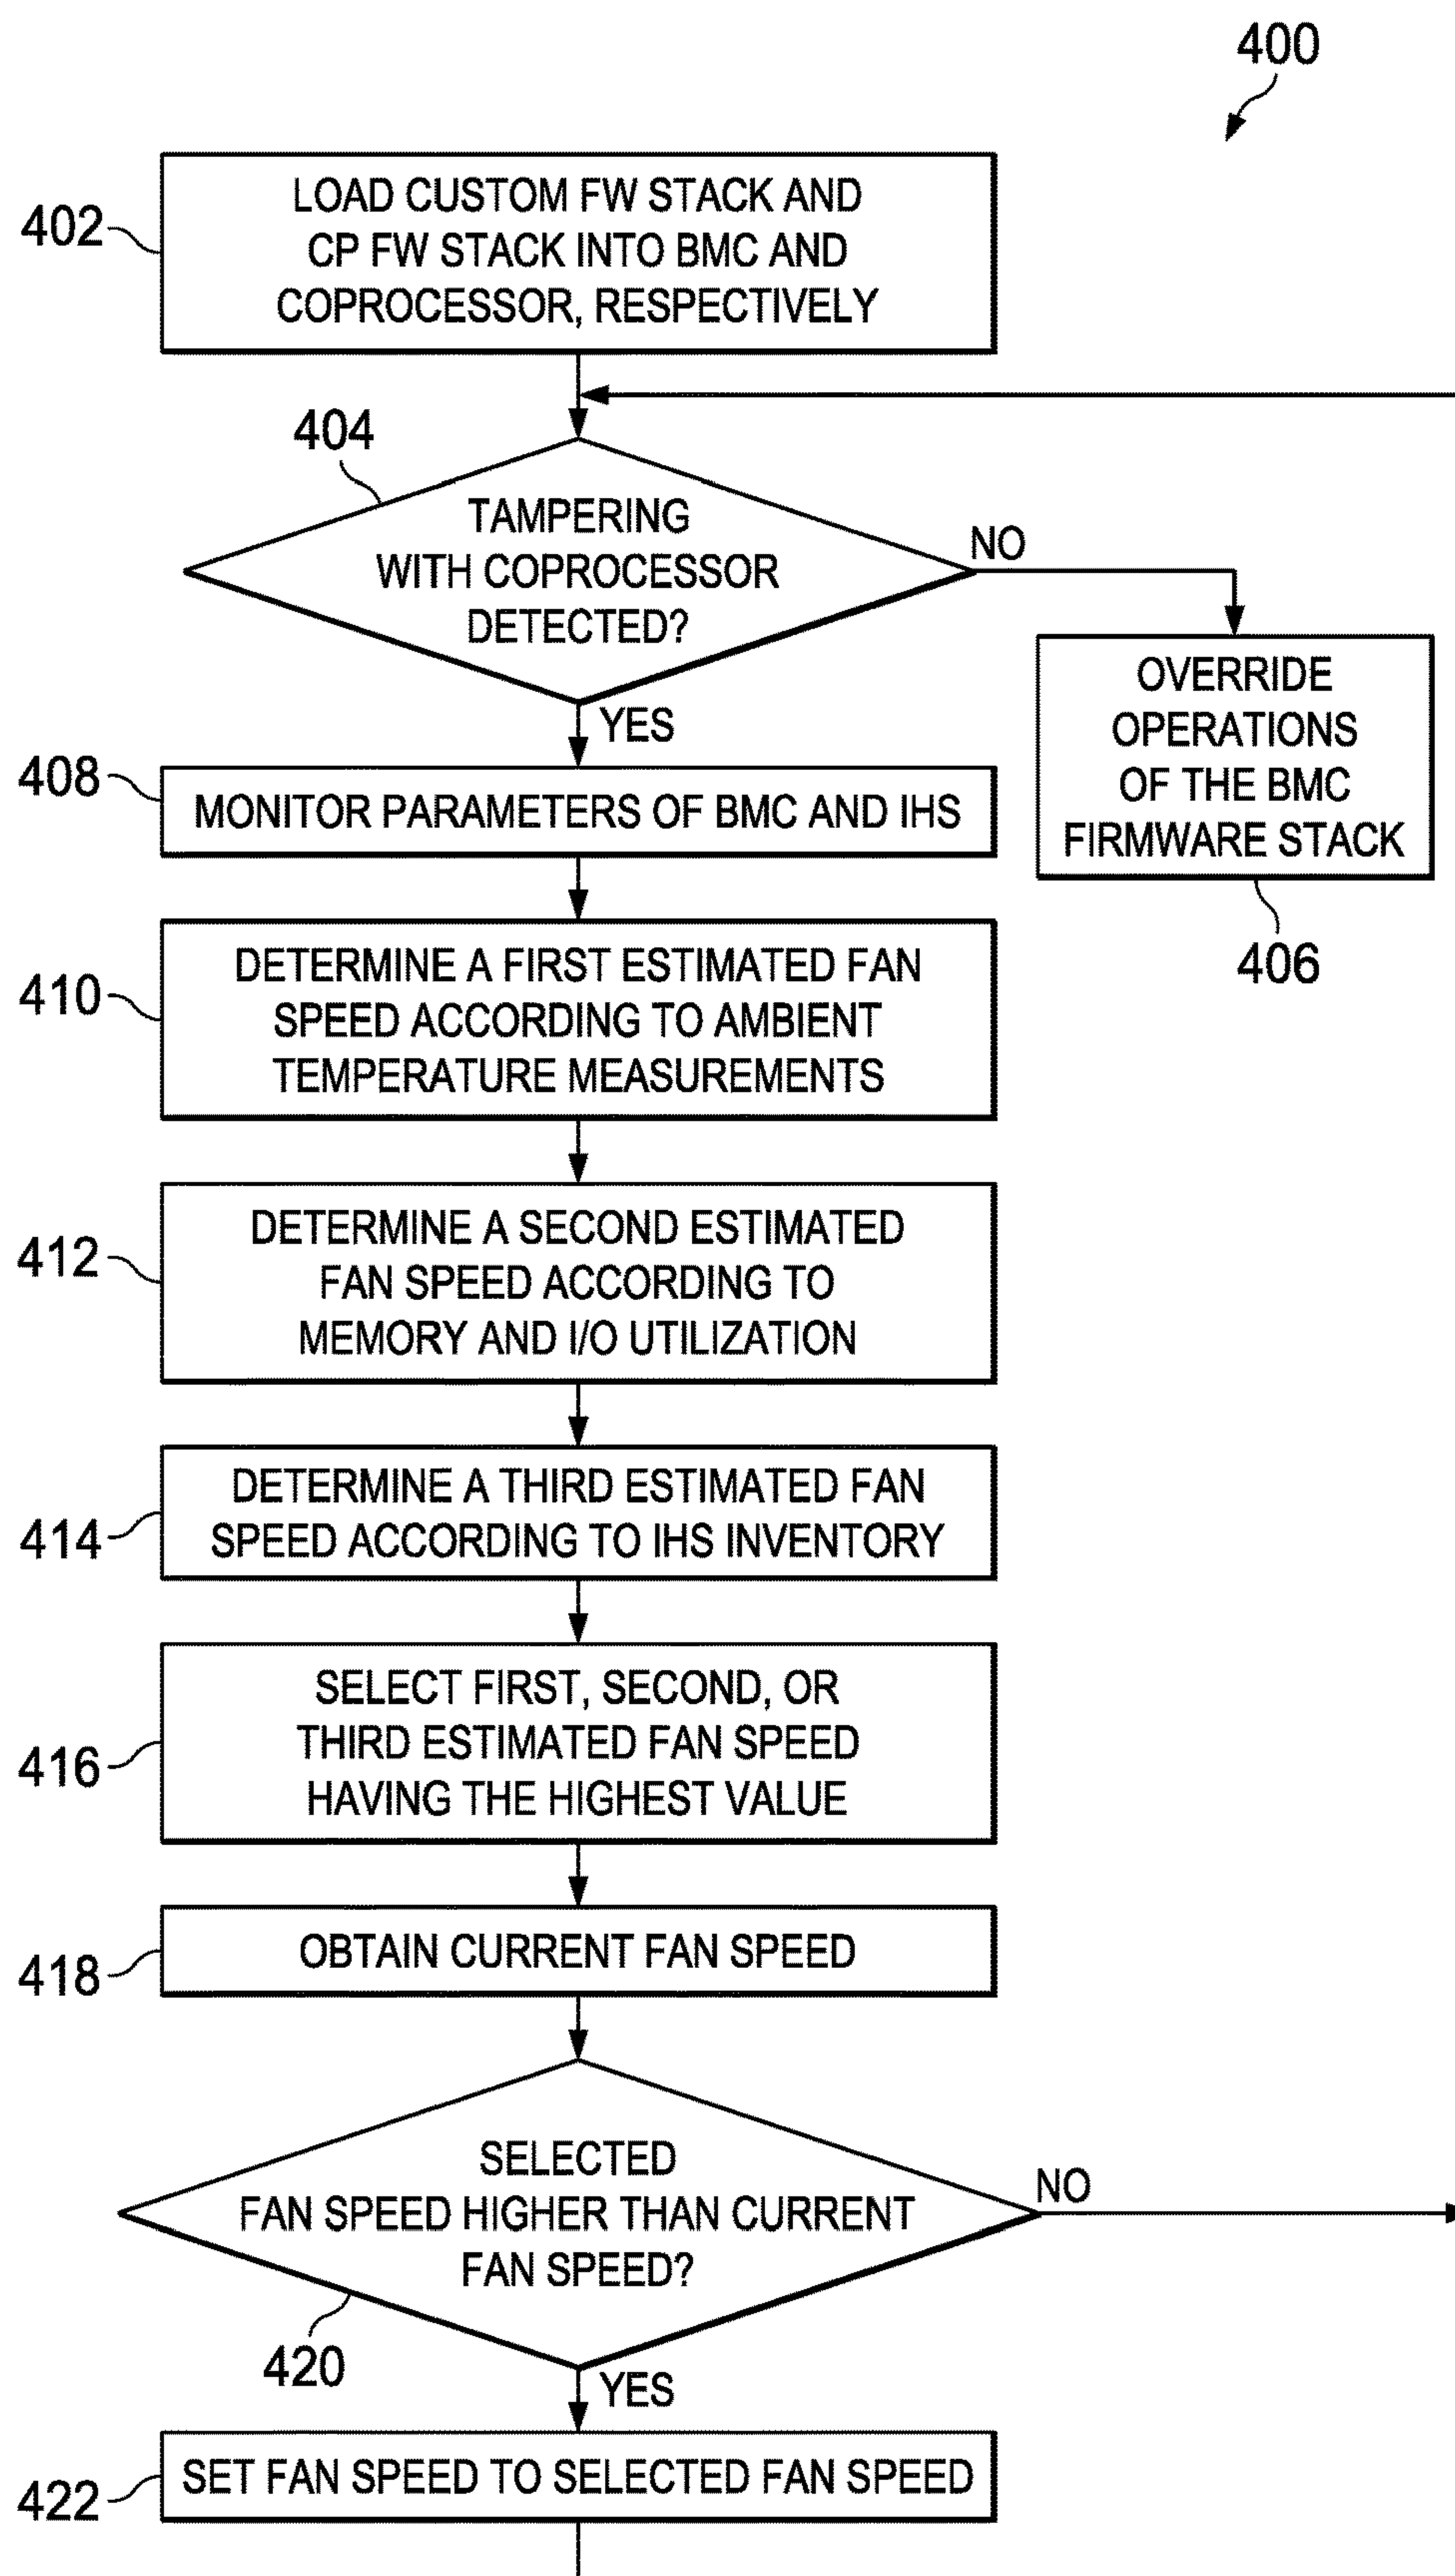 400
402
LOAD CUSTOM FW STACK AND
CP FW STACK INTO BMC AND
COPROCESSOR, RESPECTIVELY
404
TAMPERING
WITH COPROCESSOR
DETECTED?
NO
YES
OVERRIDE
OPERATIONS
OF THE BMC
FIRMWARE STACK
406
408
MONITOR PARAMETERS OF BMC AND IHS
410
DETERMINE A FIRST ESTIMATED FAN
SPEED ACCORDING TO AMBIENT
TEMPERATURE MEASUREMENTS
412
DETERMINE A SECOND ESTIMATED
FAN SPEED ACCORDING TO
MEMORY AND I/O UTILIZATION
414
DETERMINE A THIRD ESTIMATED FAN
SPEED ACCORDING TO IHS INVENTORY
416
SELECT FIRST, SECOND, OR
THIRD ESTIMATED FAN SPEED
HAVING THE HIGHEST VALUE
418
OBTAIN CURRENT FAN SPEED
SELECTED
FAN SPEED HIGHER THAN CURRENT
FAN SPEED?
NO
420
YES
422
SET FAN SPEED TO SELECTED FAN SPEED